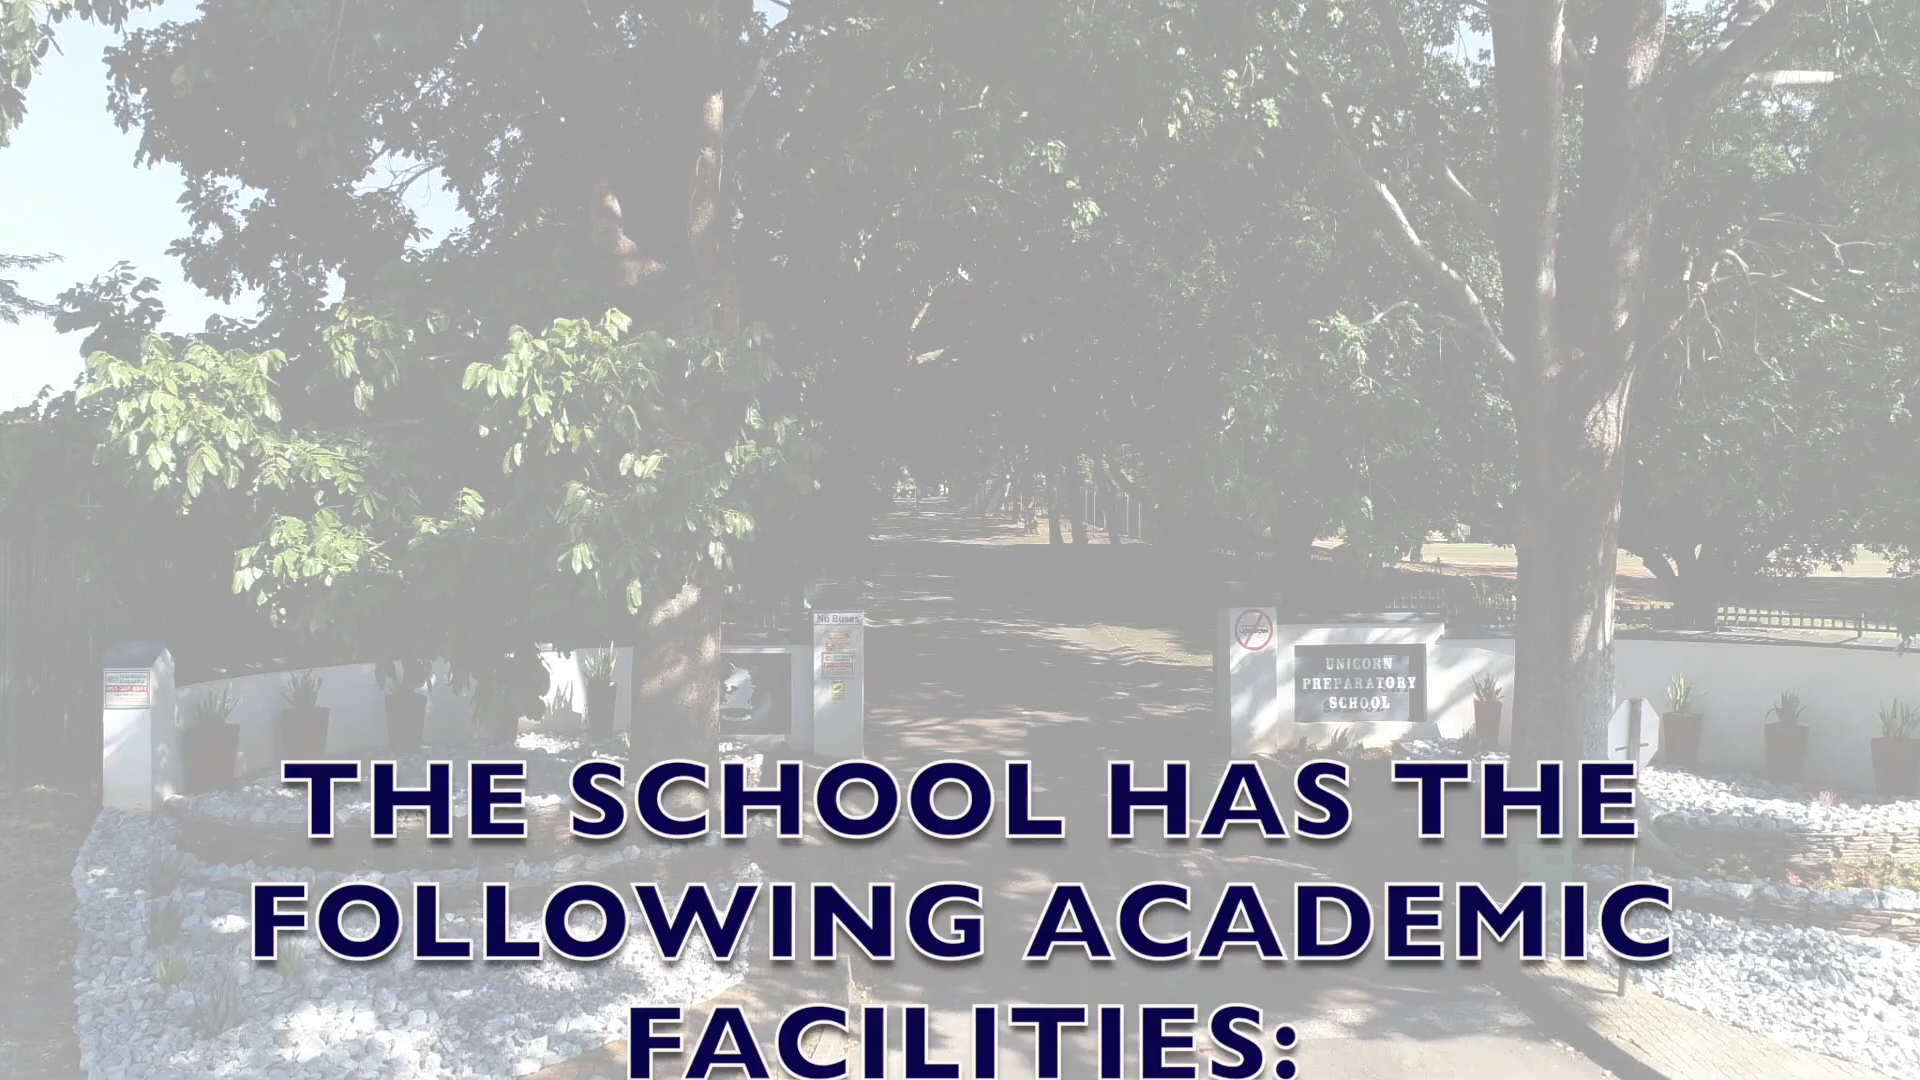 No Buses
UNICORN
PREPARATORY
SCHOOL
THE SCHOOL HAS THE
FOLLOWING ACADEMIC
FACILITIES: